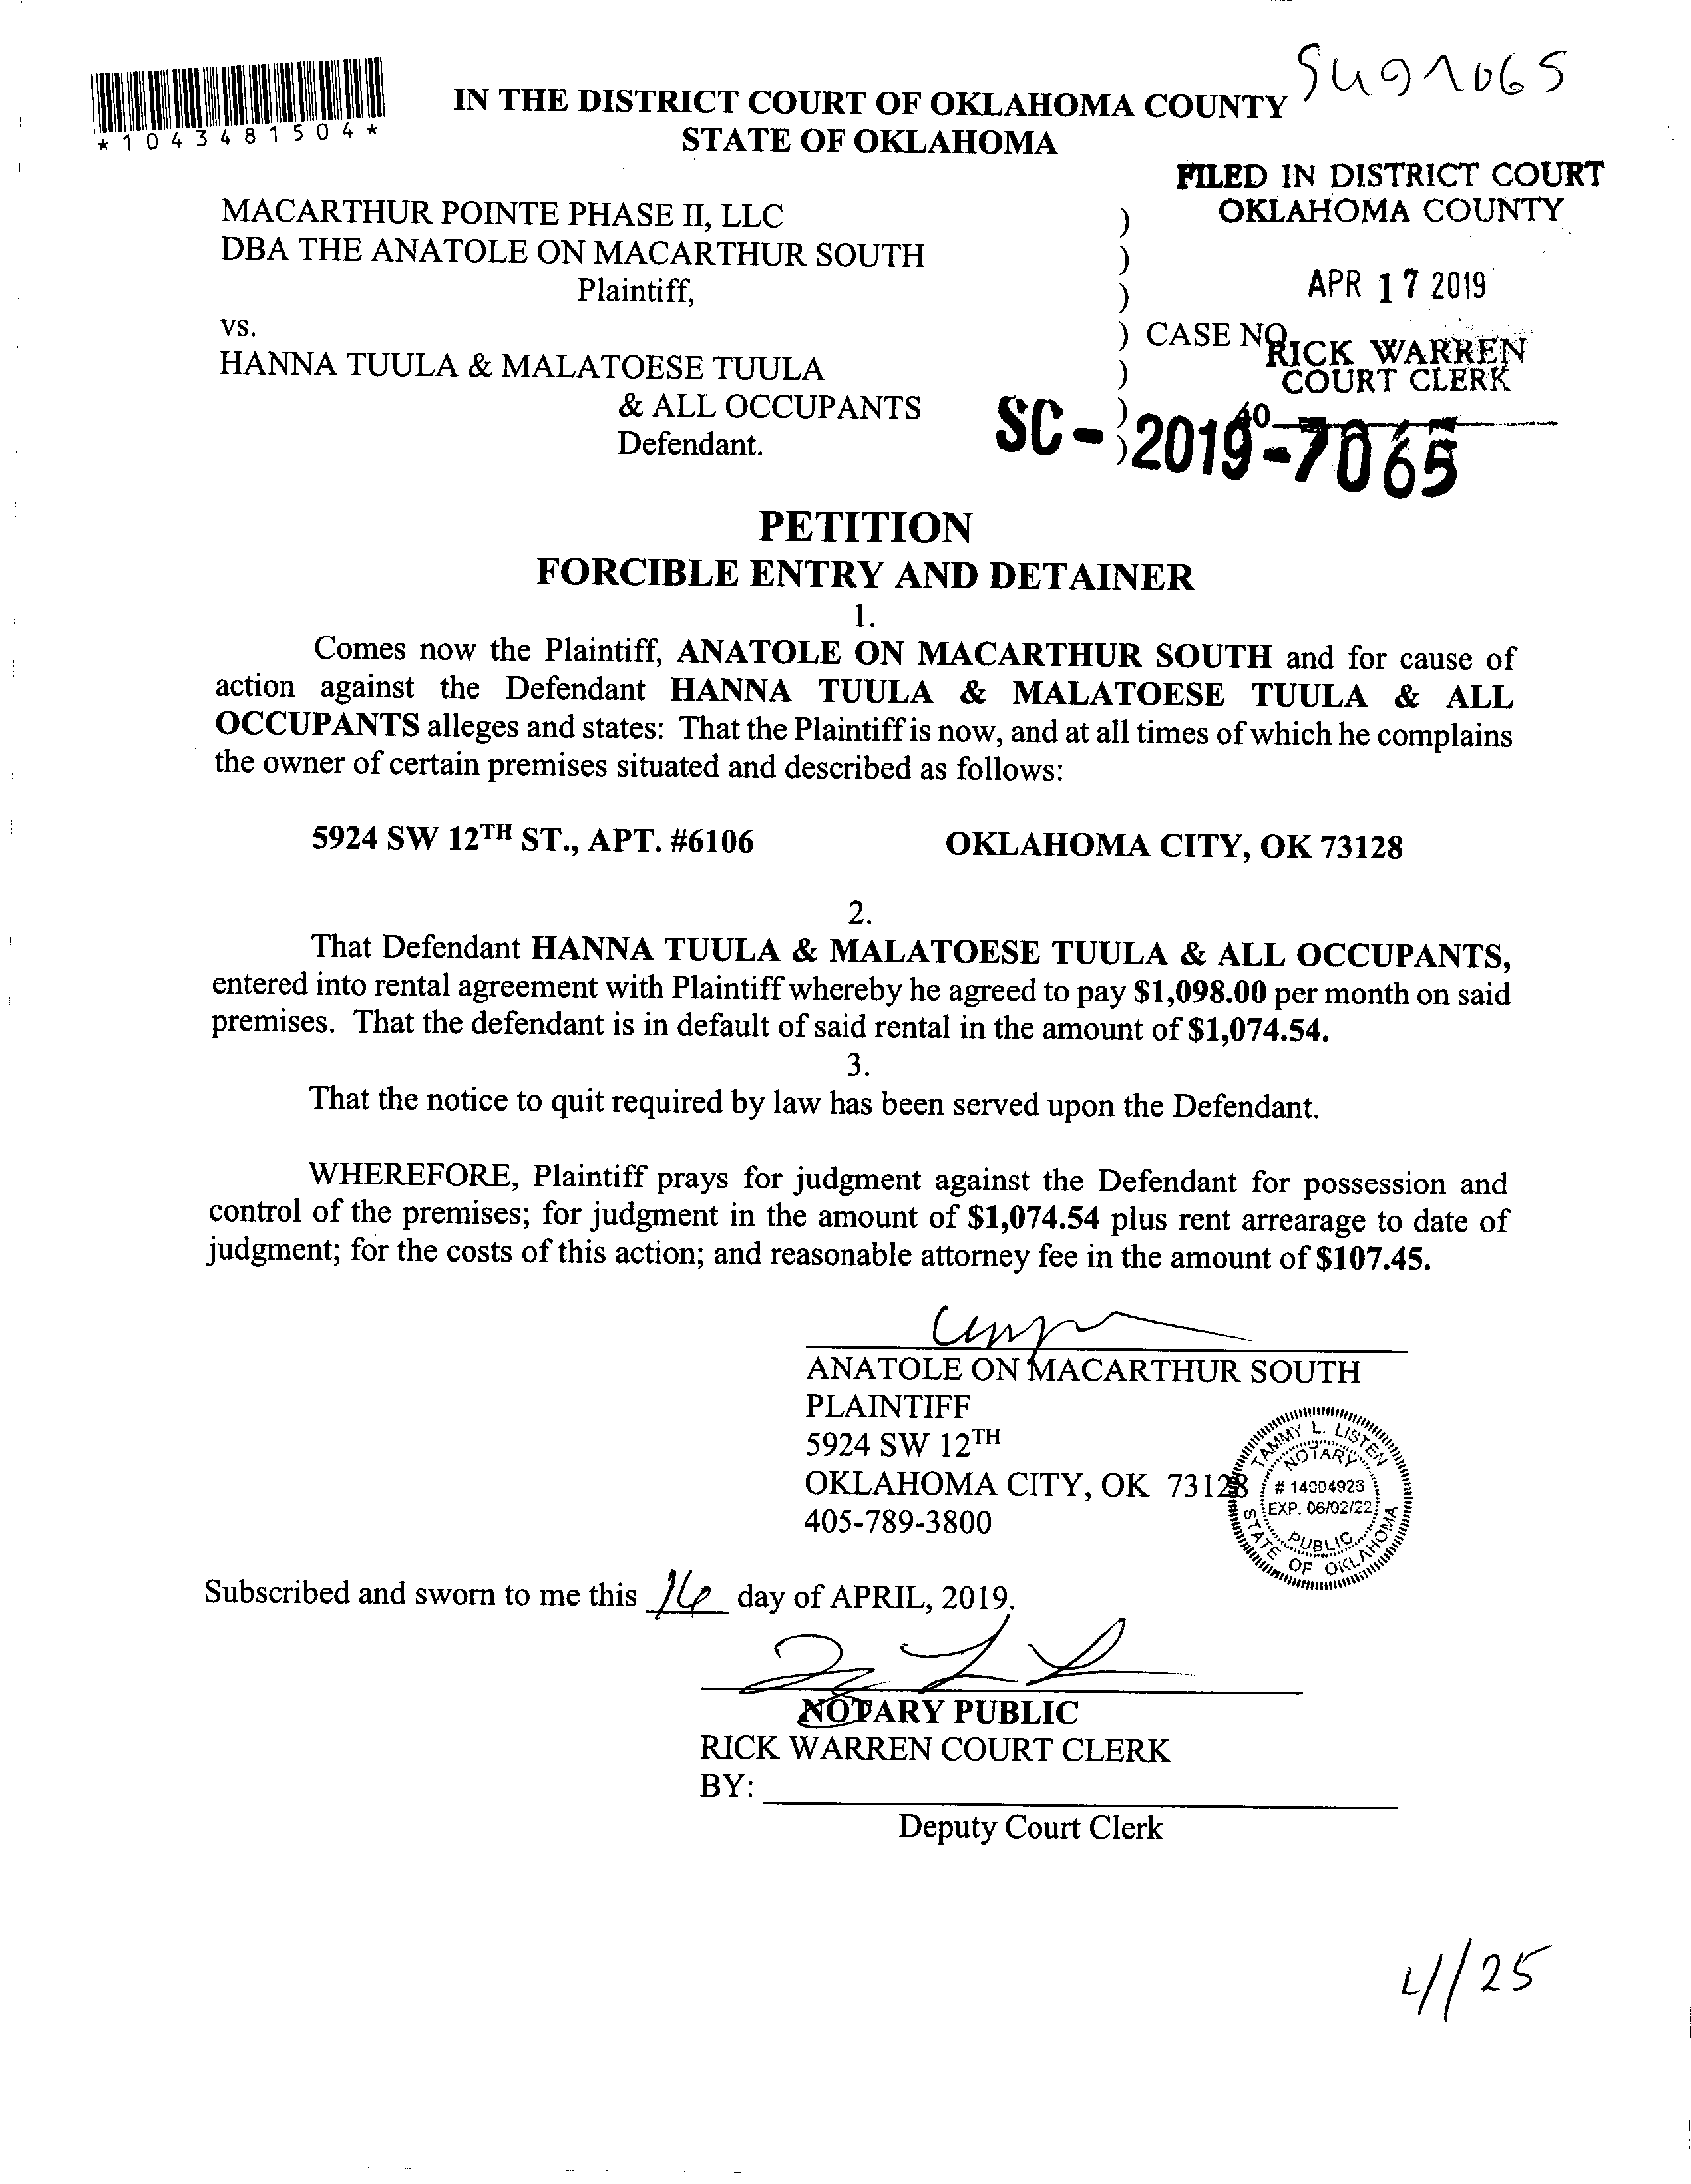 *1043481504*
IN THE DISTRICT COURT OF OKLAHOMA COUNTY
STATE OF OKLAHOMA
FILED IN DISTRICT COURT
OKLAHOMA COUNTY
APR 17 2019
RICK WARREN
COURT CLERK
40
MACARTHUR POINTE PHASE II, LLC )
DBA THE ANATOLE ON MACARTHUR SOUTH )
Plaintiff, )
vs. ) CASE NO.
HANNA TUULA & MALATOESE TUULA )
& ALL OCCUPANTS )
Defendant. )
SC-2019-7065
PETITION
FORCIBLE ENTRY AND DETAINER
1.
Comes now the Plaintiff, ANATOLE ON MACARTHUR SOUTH and for cause of
action against the Defendant HANNA TUULA & MALATOESE TUULA & ALL
OCCUPANTS alleges and states: That the Plaintiff is now, and at all times of which he complains
the owner of certain premises situated and described as follows:
5924 SW 12TH ST., APT. #6106 OKLAHOMA CITY, OK 73128
2.
That Defendant HANNA TUULA & MALATOESE TUULA & ALL OCCUPANTS,
entered into rental agreement with Plaintiff whereby he agreed to pay $1,098.00 per month on said
premises. That the defendant is in default of said rental in the amount of $1,074.54.
3.
That the notice to quit required by law has been served upon the Defendant.
WHEREFORE, Plaintiff prays for judgment against the Defendant for possession and
control of the premises; for judgment in the amount of $1,074.54 plus rent arrearage to date of
judgment; for the costs of this action; and reasonable attorney fee in the amount of $107.45.
ANATOLE ON MACARTHUR SOUTH
PLAINTIFF
5924 SW 12TH
OKLAHOMA CITY, OK 73128
405-789-3800
TAMMY L. LISTEN
NOTARY
# 14004923
EXP. 06/02/22
PUBLIC
STATE OF OKLAHOMA
Subscribed and sworn to me this 16 day of APRIL, 2019.
NOTARY PUBLIC
RICK WARREN COURT CLERK
BY:
Deputy Court Clerk
4/25